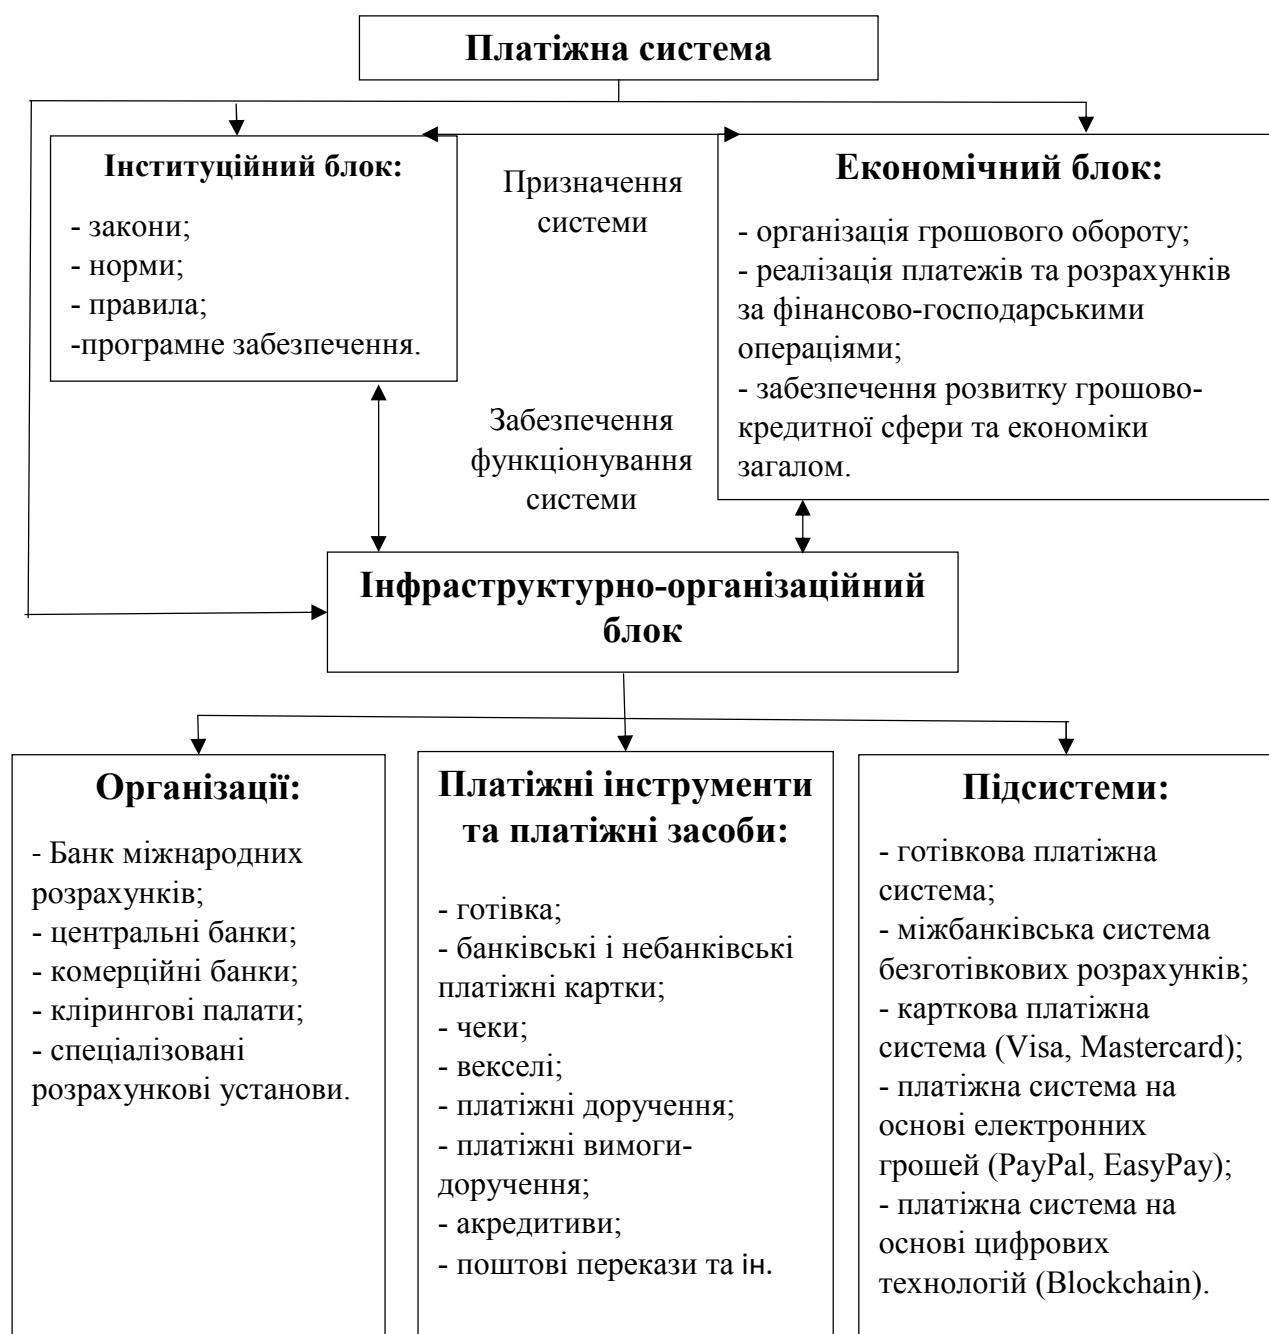 Платіжна система
Інституційний блок:
- закони;
- норми;
- правила;
-програмне забезпечення.
Призначення
системи
Економічний блок:
- організація грошового обороту;
- реалізація платежів та розрахунків
за фінансово-господарськими
операціями;
- забезпечення розвитку грошово-
кредитної сфери та економіки
загалом.
Забезпечення
функціонування
системи
Інфраструктурно-організаційний
блок
Організації:
- Банк міжнародних
розрахунків;
- центральні банки;
- комерційні банки;
- клірингові палати;
- спеціалізовані
розрахункові установи.
Платіжні інструменти
та платіжні засоби:
- готівка;
- банківські і небанківські
платіжні картки;
- чеки;
- векселі;
- платіжні доручення;
- платіжні вимоги-
доручення;
- акредитиви;
- поштові перекази та ін.
Підсистеми:
- готівкова платіжна
система;
- міжбанківська система
безготівкових розрахунків;
- карткова платіжна
система (Visa, Mastercard);
- платіжна система на
основі електронних
грошей (PayPal, EasyPay);
- платіжна система на
основі цифрових
технологій (Blockchain).